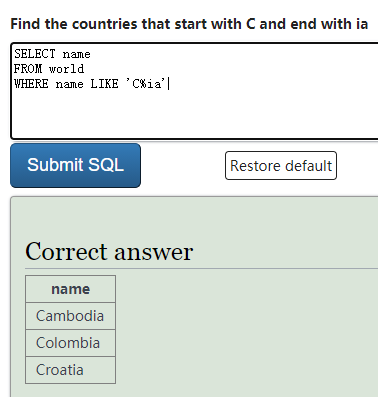 Find the countries that start with C and end with ia
SELECT name
FROM world
WHERE name LIKE 'C%ia'
Submit SQL
Restore default
Correct answer
name
Cambodia
Colombia
Croatia